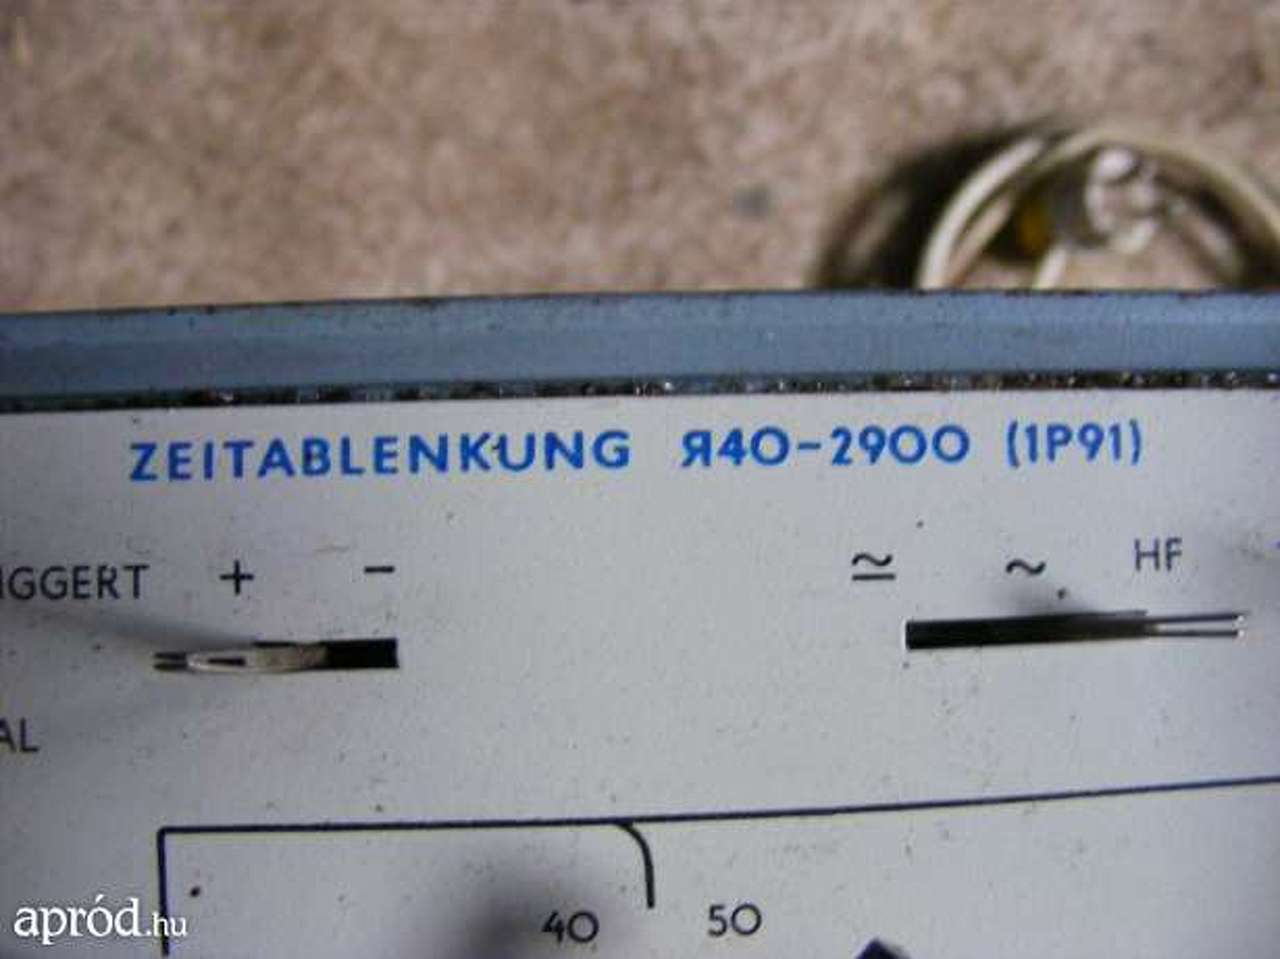 ZEITABLENKUNG Я40-2900 (1P91)
IGGERT + − ≃ ~ HF
AL
40 50
apród.hu